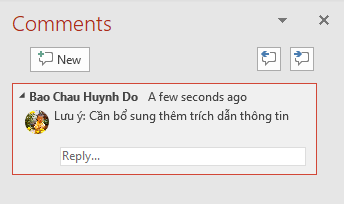 Comments
New
Bao Chau Huynh Do A few seconds ago
Lưu ý: Cần bổ sung thêm trích dẫn thông tin
Reply...